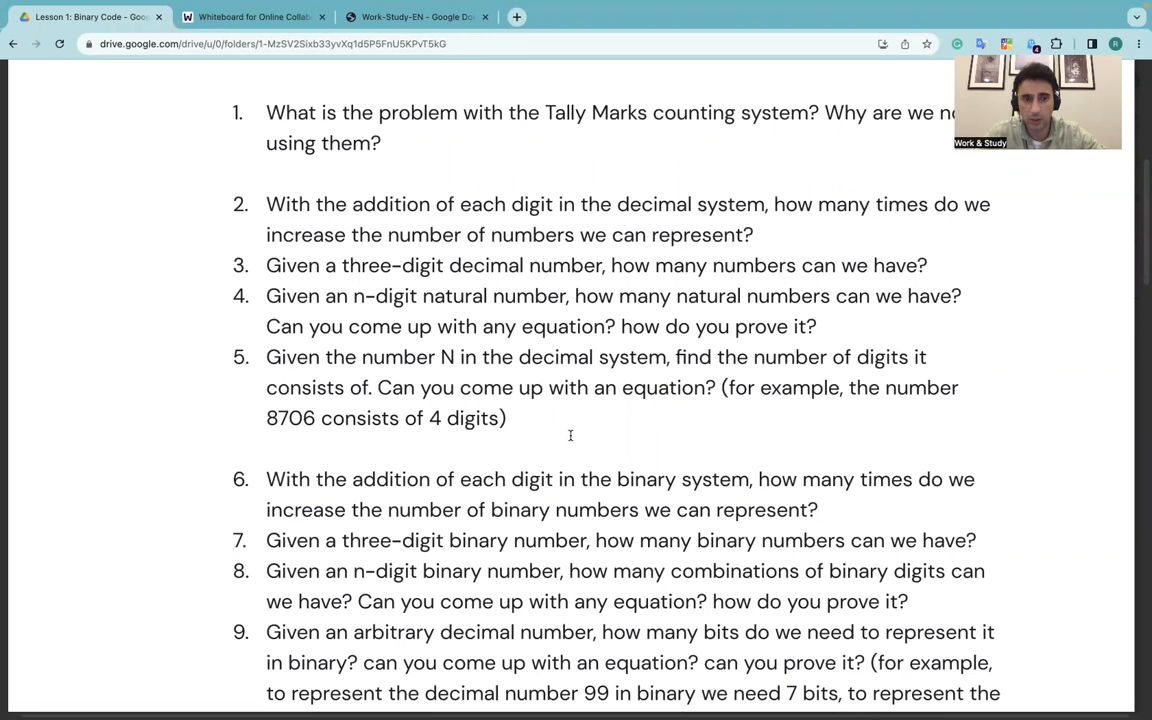 Lesson 1: Binary Code - Goo
Whiteboard for Online Collab
Work-Study-EN - Google Do
drive.google.com/drive/u/0/folders/1-MzSV2Sixb33yvXq1d5P5FnU5KPvT5kG
4
R
Work & Study
1. What is the problem with the Tally Marks counting system? Why are we no
using them?
2. With the addition of each digit in the decimal system, how many times do we
increase the number of numbers we can represent?
3. Given a three-digit decimal number, how many numbers can we have?
4. Given an n-digit natural number, how many natural numbers can we have?
Can you come up with any equation? how do you prove it?
5. Given the number N in the decimal system, find the number of digits it
consists of. Can you come up with an equation? (for example, the number
8706 consists of 4 digits)
6. With the addition of each digit in the binary system, how many times do we
increase the number of binary numbers we can represent?
7. Given a three-digit binary number, how many binary numbers can we have?
8. Given an n-digit binary number, how many combinations of binary digits can
we have? Can you come up with any equation? how do you prove it?
9. Given an arbitrary decimal number, how many bits do we need to represent it
in binary? can you come up with an equation? can you prove it? (for example,
to represent the decimal number 99 in binary we need 7 bits, to represent the